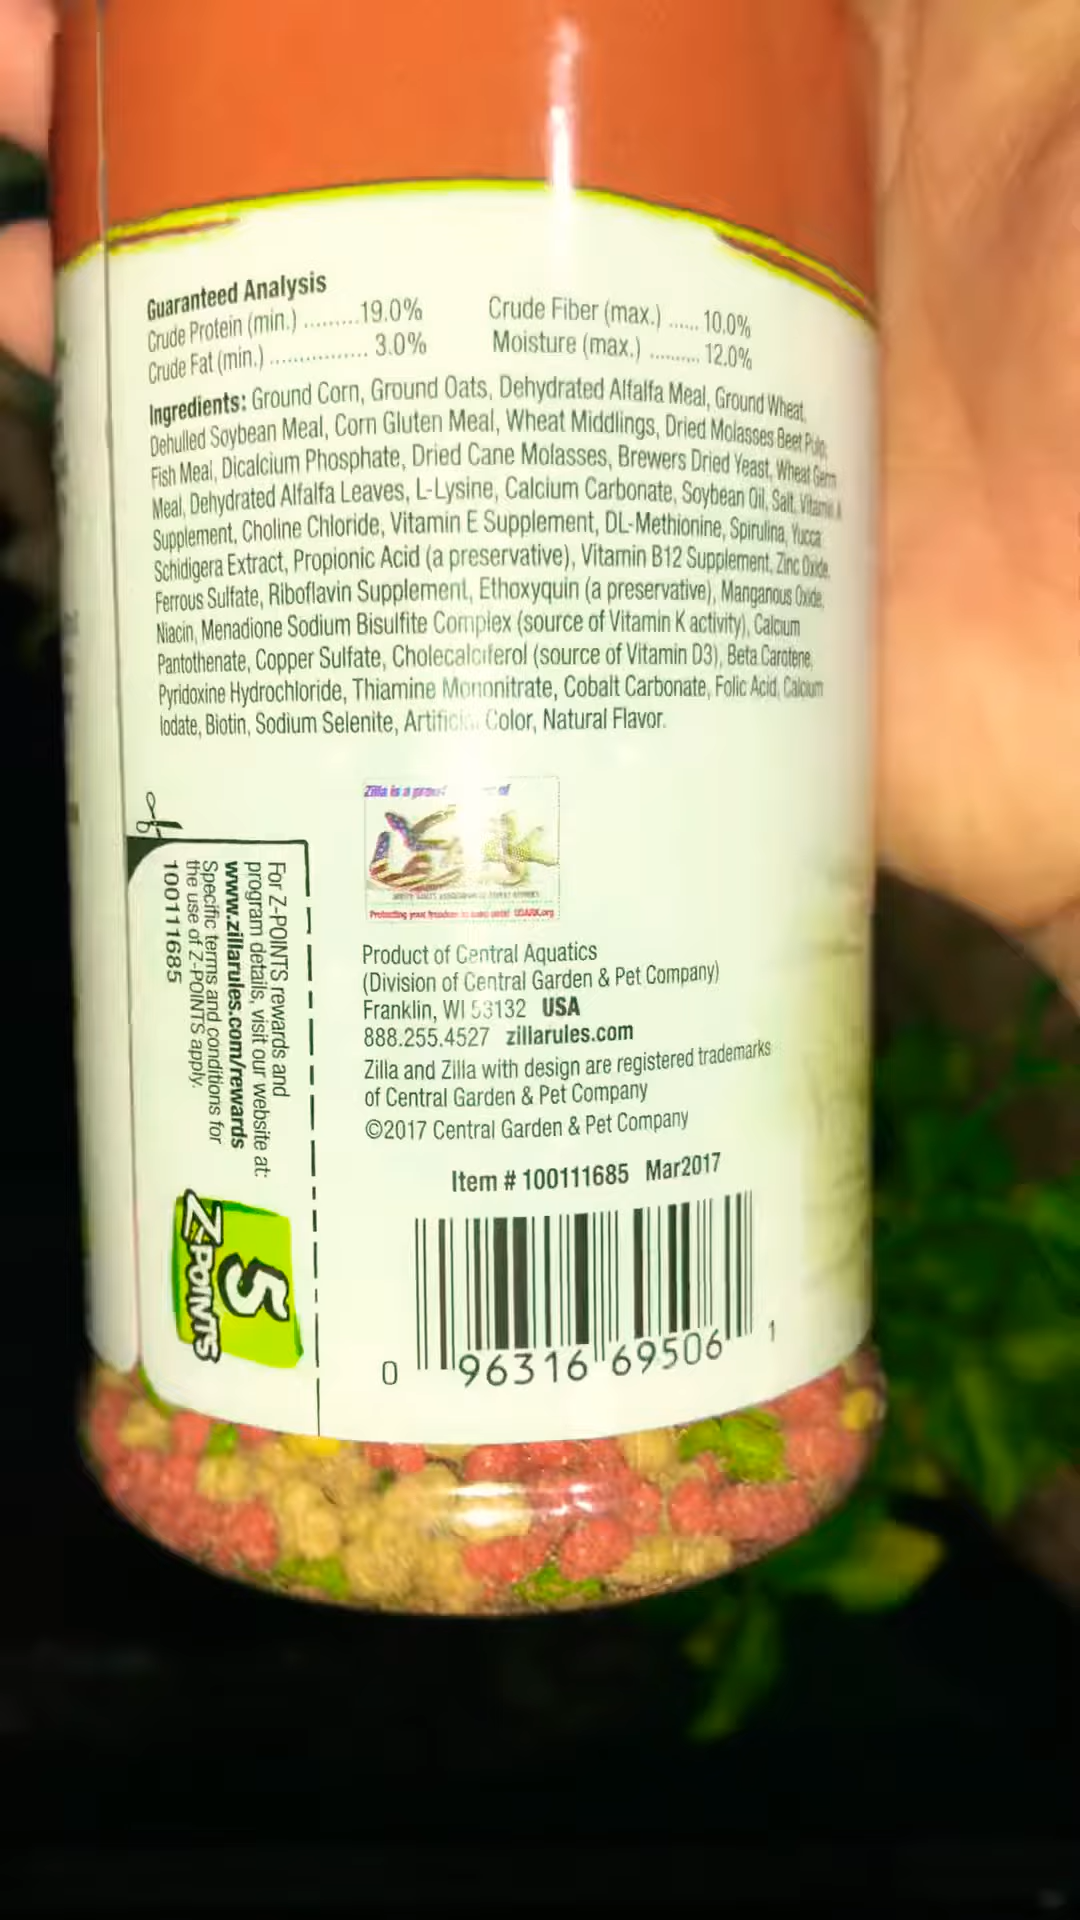 Guaranteed Analysis
Crude Protein (min.) .........19.0%
Crude Fat (min.) ................ 3.0%
Crude Fiber (max.) ...... 10.0%
Moisture (max.) .......... 12.0%
Ingredients: Ground Corn, Ground Oats, Dehydrated Alfalfa Meal, Ground Wheat,
Dehulled Soybean Meal, Corn Gluten Meal, Wheat Middlings, Dried Molasses Beet Pulp,
Fish Meal, Dicalcium Phosphate, Dried Cane Molasses, Brewers Dried Yeast, Wheat Germ
Meal, Dehydrated Alfalfa Leaves, L-Lysine, Calcium Carbonate, Soybean Oil, Salt, Vitamin A
Supplement, Choline Chloride, Vitamin E Supplement, DL-Methionine, Spirulina, Yucca
Schidigera Extract, Propionic Acid (a preservative), Vitamin B12 Supplement, Zinc Oxide,
Ferrous Sulfate, Riboflavin Supplement, Ethoxyquin (a preservative), Manganous Oxide,
Niacin, Menadione Sodium Bisulfite Complex (source of Vitamin K activity), Calcium
Pantothenate, Copper Sulfate, Cholecalciferol (source of Vitamin D3), Beta Carotene,
Pyridoxine Hydrochloride, Thiamine Mononitrate, Cobalt Carbonate, Folic Acid, Calcium
Iodate, Biotin, Sodium Selenite, Artificial Color, Natural Flavor.
Zilla is a proud of
Protecting your freedom to USARK.org
Product of Central Aquatics
(Division of Central Garden & Pet Company)
Franklin, WI 53132 USA
888.255.4527 zillarules.com
Zilla and Zilla with design are registered trademarks
of Central Garden & Pet Company
©2017 Central Garden & Pet Company
Item # 100111685 Mar2017
0 96316 69506 1
For Z-POINTS rewards and
program details, visit our website at:
www.zillarules.com/rewards
Specific terms and conditions for
the use of Z-POINTS apply.
100111685
5
Z-POINTS